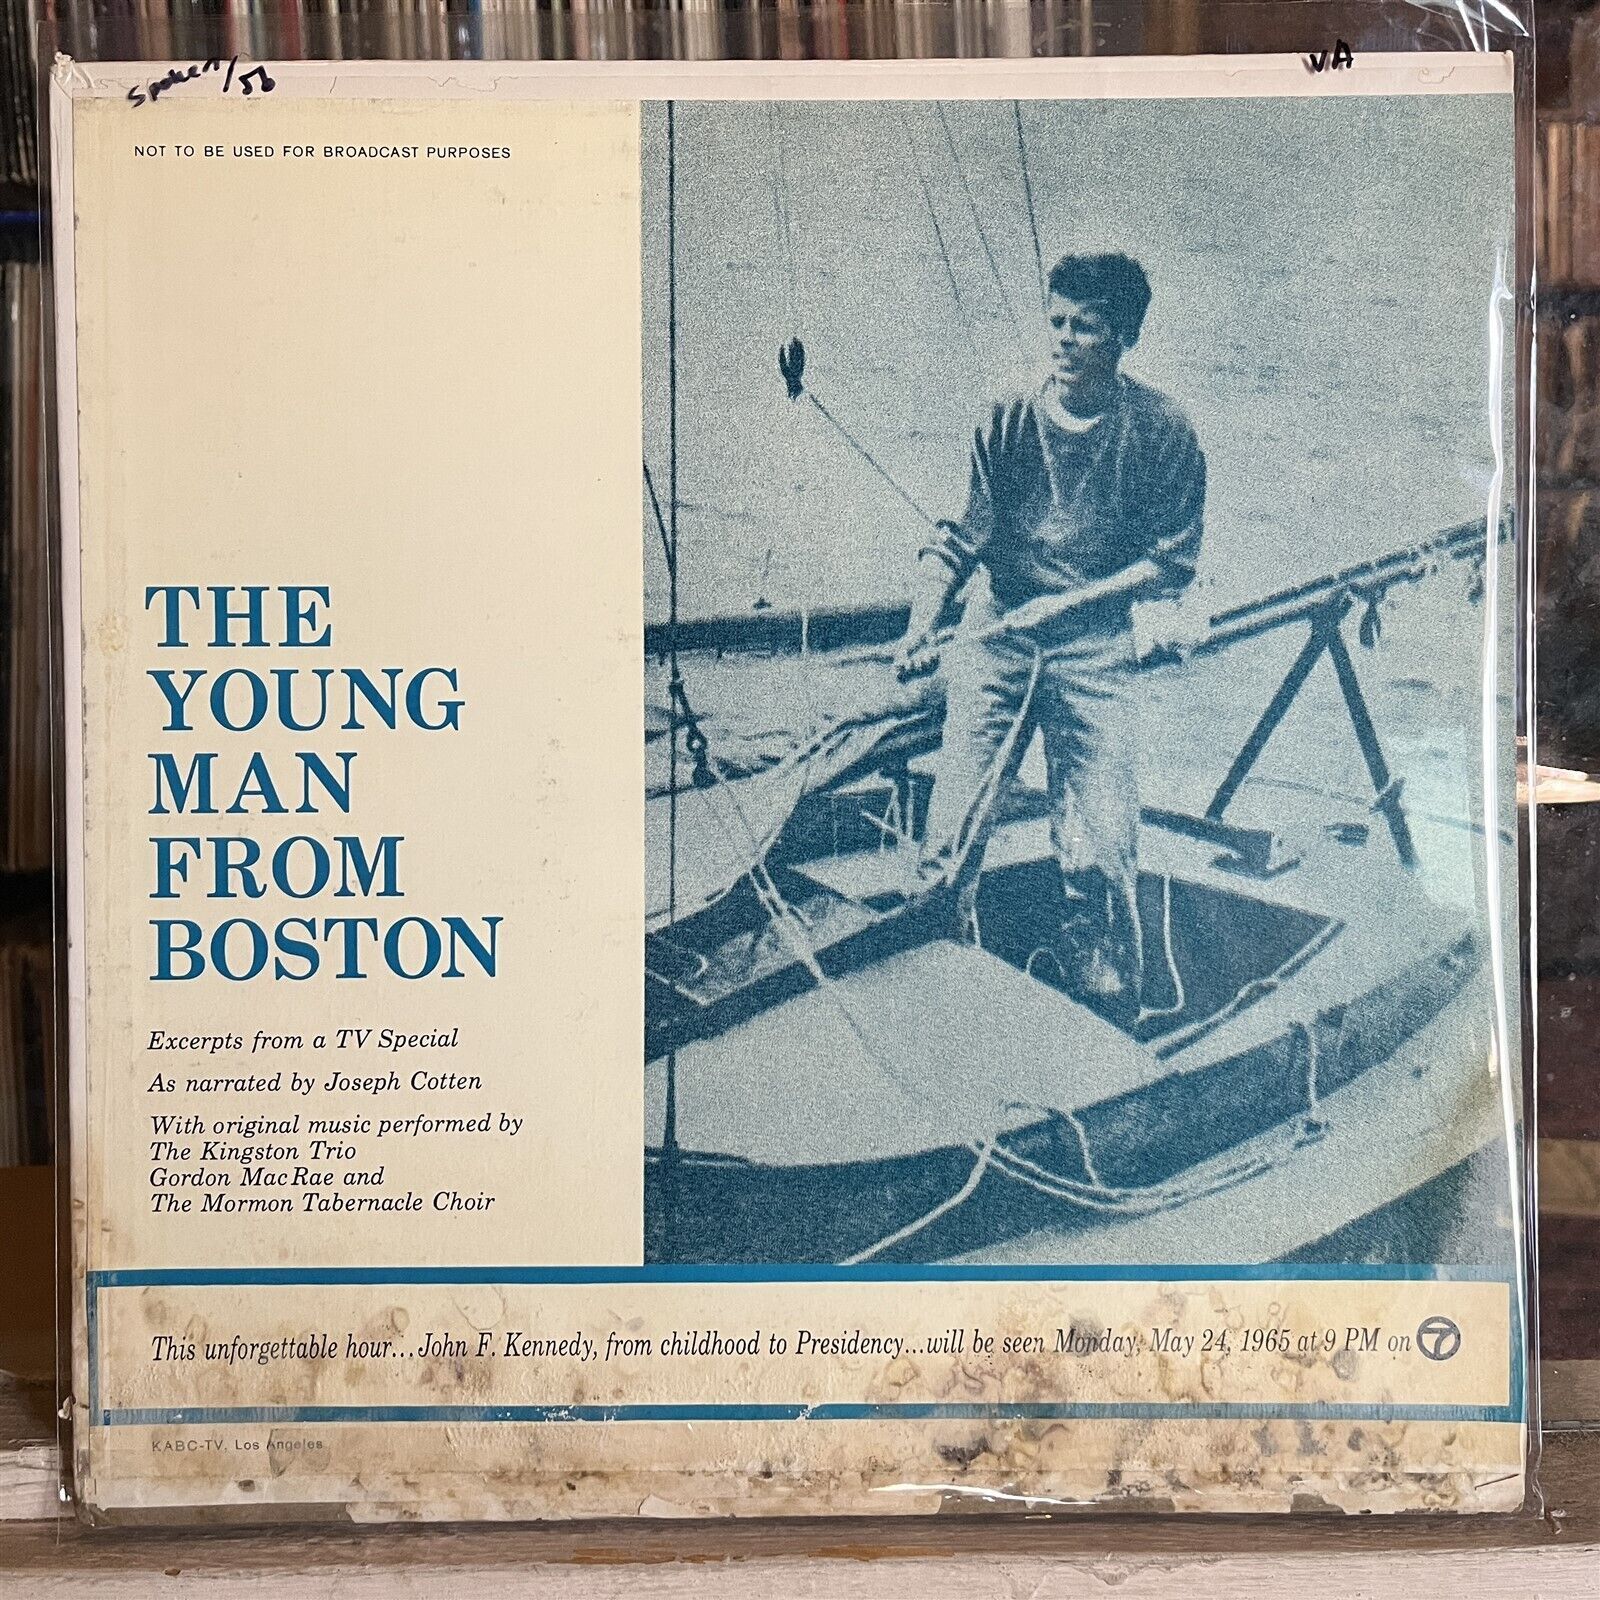 Spoken/56
VA
NOT TO BE USED FOR BROADCAST PURPOSES
THE
YOUNG
MAN
FROM
BOSTON
Excerpts from a TV Special
As narrated by Joseph Cotten
With original music performed by
The Kingston Trio
Gordon MacRae and
The Mormon Tabernacle Choir
This unforgettable hour...John F. Kennedy, from childhood to Presidency...will be seen Monday, May 24, 1965 at 9 PM on 7
KABC-TV, Los Angeles